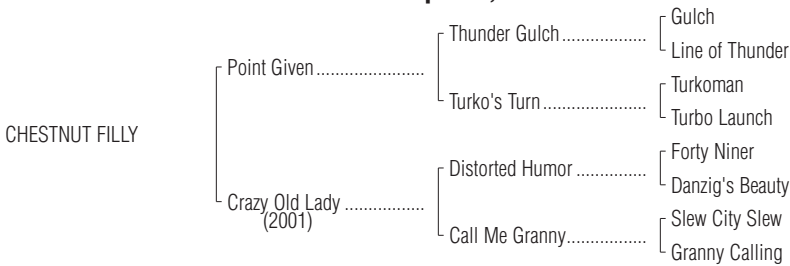 Gulch
Thunder Gulch...................
Line of Thunder
Point Given........................
Turkoman
Turko's Turn.......................
Turbo Launch
CHESTNUT FILLY
Forty Niner
Distorted Humor ................
Danzig's Beauty
Crazy Old Lady ..................
(2001)
Slew City Slew
Call Me Granny..................
Granny Calling